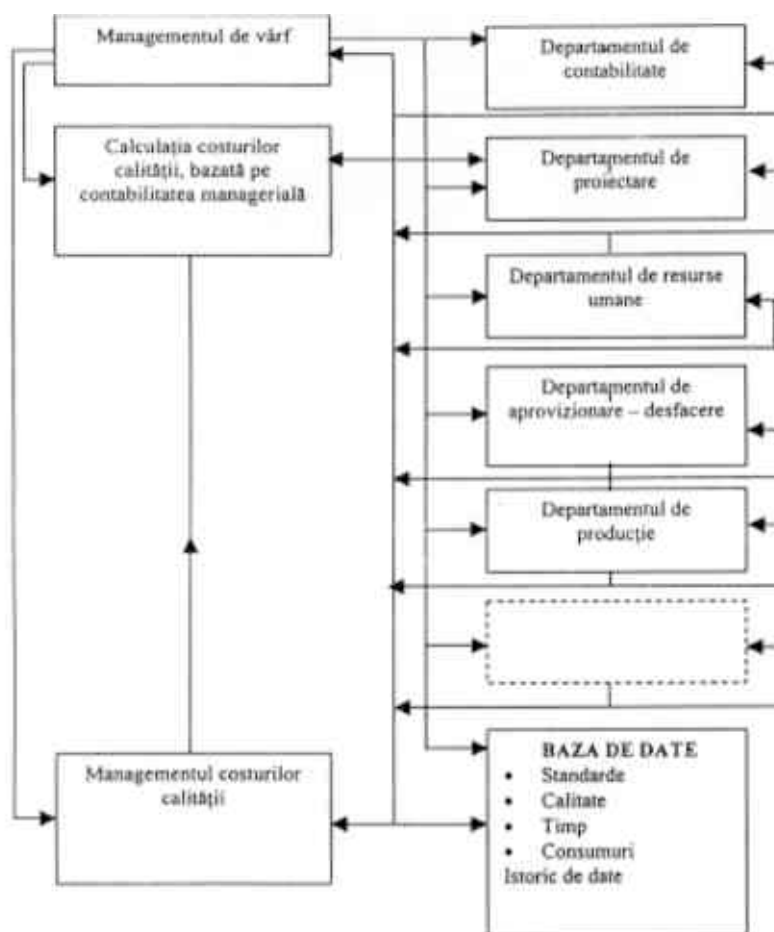 Managementul de vârf
Departamentul de
contabilitate
Calculația costurilor
calității, bazată pe
contabilitatea managerială
Departamentul de
proiectare
Departamentul de resurse
umane
Departamentul de
aprovizionare – desfacere
Departamentul de
producție
Managementul costurilor
calității
BAZA DE DATE
• Standarde
• Calitate
• Timp
• Consumuri
Istoric de date